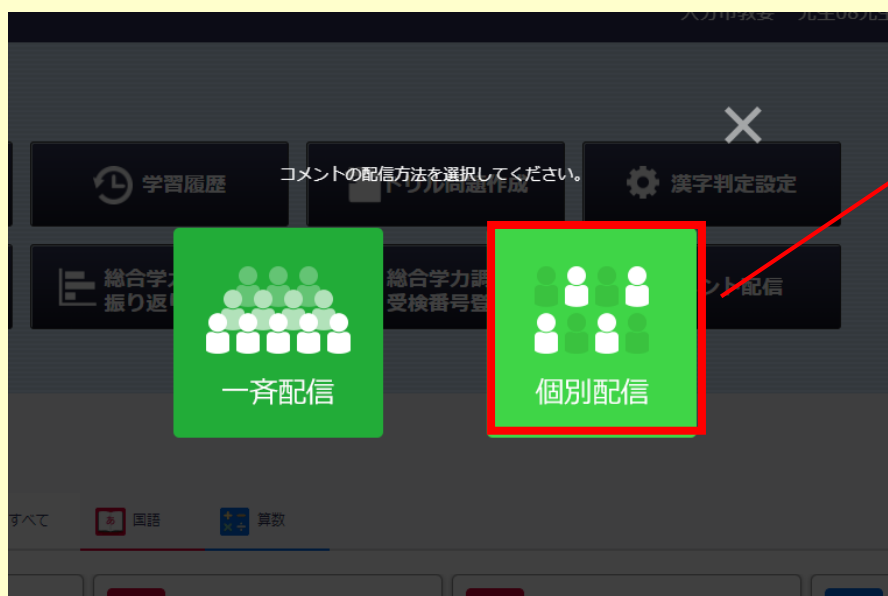 学習履歴
コメントの配信方法を選択してください。
ドリル問題作成
漢字判定設定
総合学
振り返
総合学力調
受検番号登
ント配信
一斉配信
個別配信
すべて
あ 国語
算数